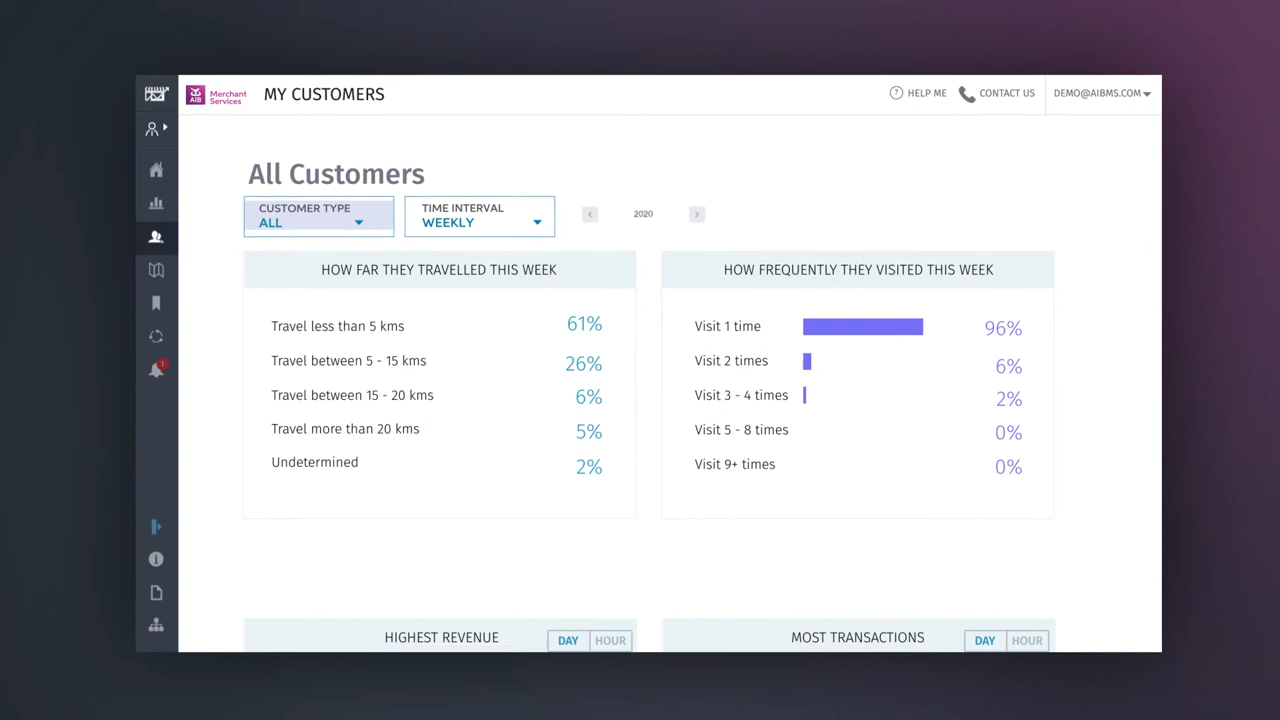 AIB
Merchant
Services
MY CUSTOMERS
? HELP ME
CONTACT US
DEMO@AIBMS.COM
All Customers
CUSTOMER TYPE
ALL
TIME INTERVAL
WEEKLY
< 2020 >
HOW FAR THEY TRAVELLED THIS WEEK
Travel less than 5 kms 61%
Travel between 5 - 15 kms 26%
Travel between 15 - 20 kms 6%
Travel more than 20 kms 5%
Undetermined 2%
HOW FREQUENTLY THEY VISITED THIS WEEK
Visit 1 time 96%
Visit 2 times 6%
Visit 3 - 4 times 2%
Visit 5 - 8 times 0%
Visit 9+ times 0%
1
HIGHEST REVENUE DAY HOUR
MOST TRANSACTIONS DAY HOUR